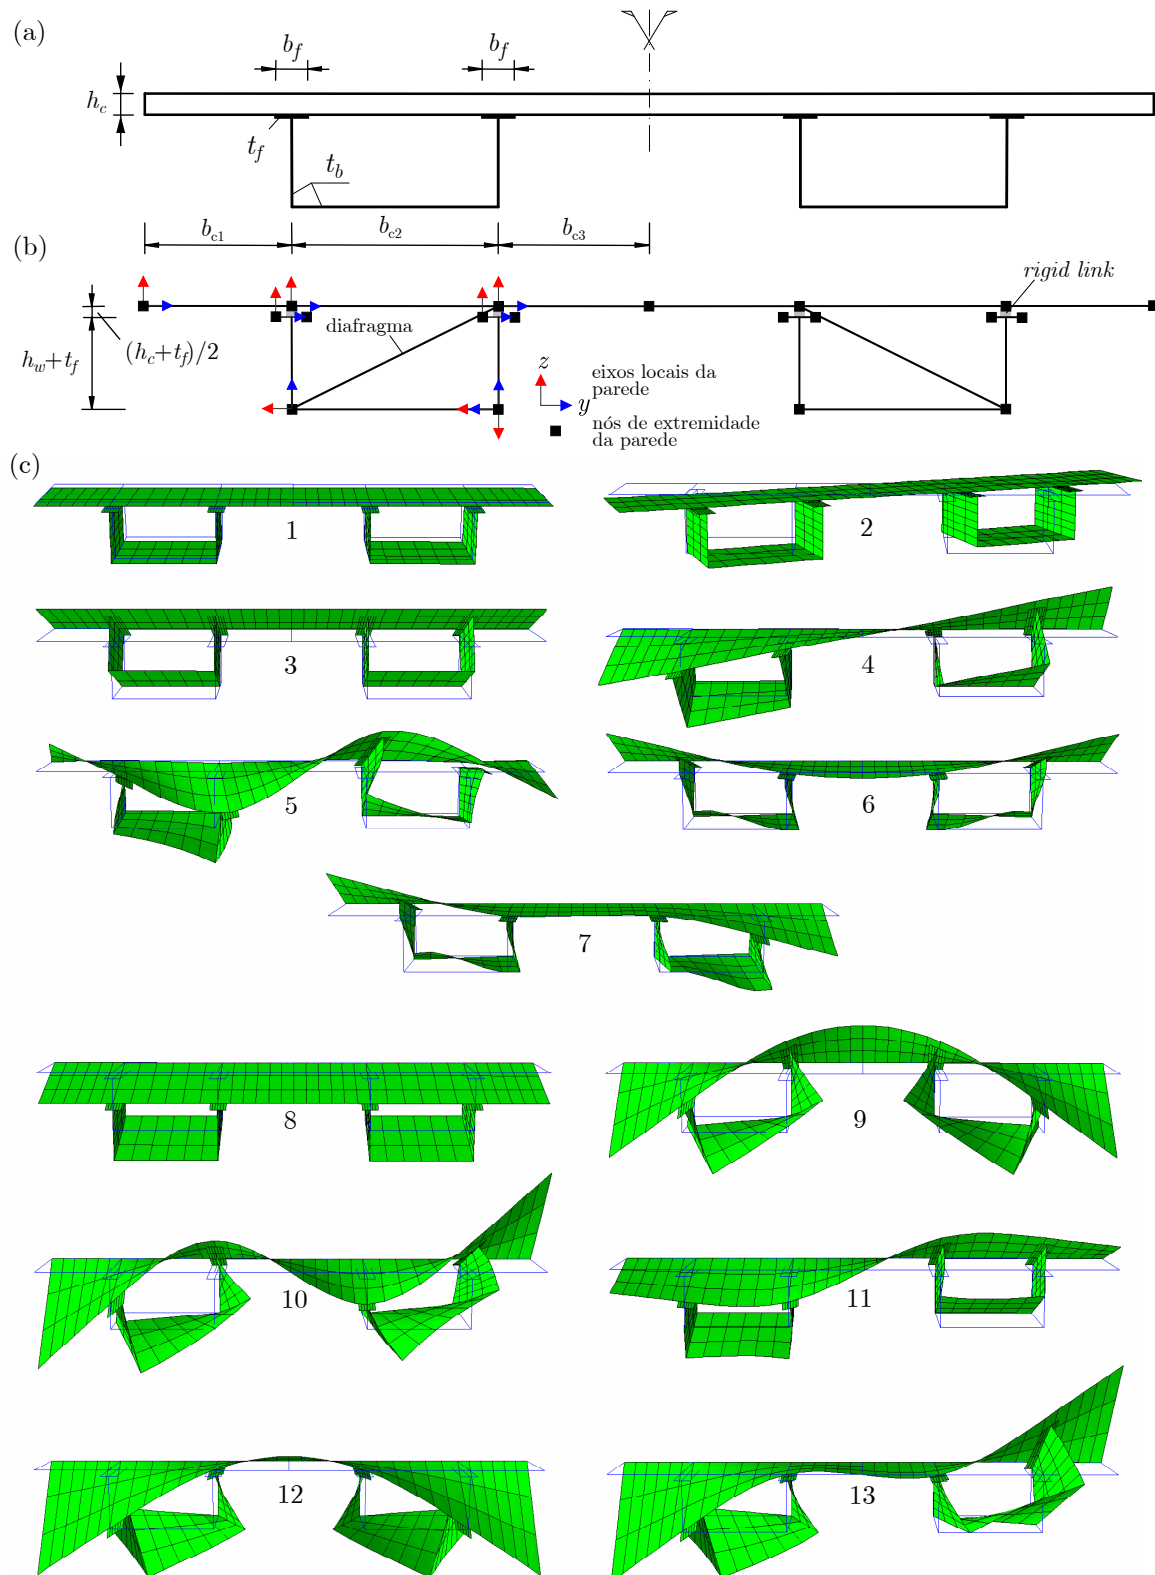 (a)
b_f
b_f
h_c
t_f
t_b
b_c1
b_c2
b_c3
(b)
rigid link
diafragma
(h_c+t_f)/2
h_w+t_f
z
y
eixos locais da
parede
nós de extremidade
da parede
(c)
1
2
3
4
5
6
7
8
9
10
11
12
13